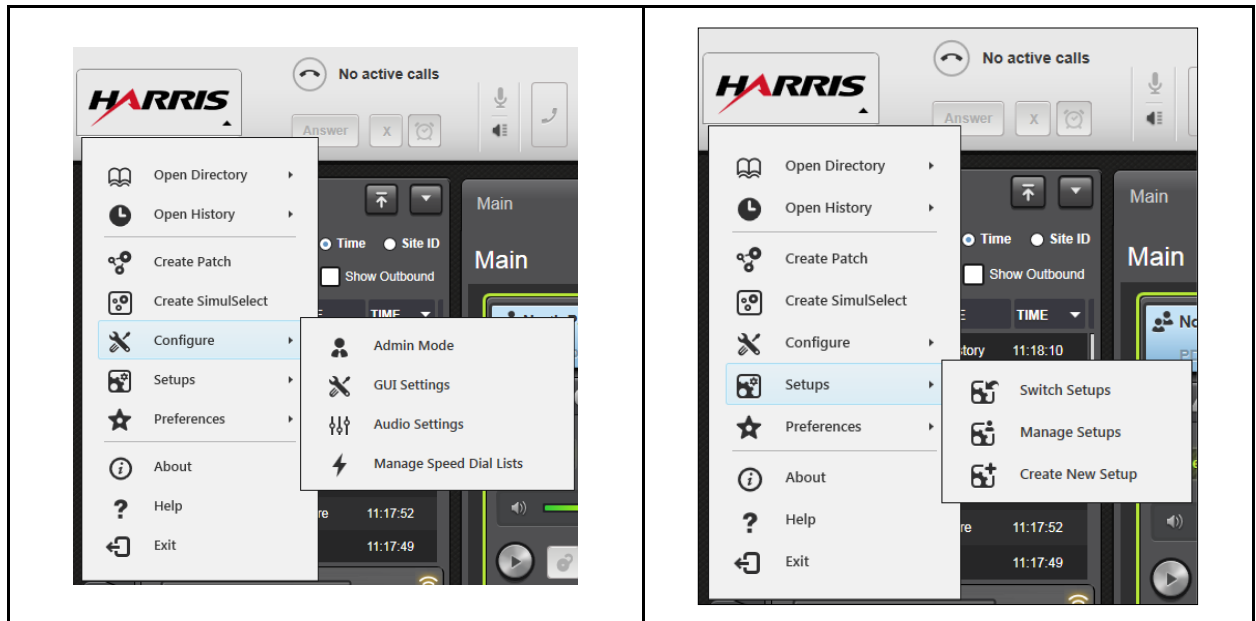 HARRIS
No active calls
Answer X
Open Directory
Open History
Main
Time Site ID
Main
Create Patch
Show Outbound
Create SimulSelect
TIME
Configure
Admin Mode
Setups
GUI Settings
Preferences
Audio Settings
About
Manage Speed Dial Lists
Help
re 11:17:52
Exit
11:17:49
HARRIS
No active calls
Answer X
Open Directory
Open History
Main
Time Site ID
Main
Create Patch
Show Outbound
Create SimulSelect
TIME
No
Configure
story 11:18:10
Setups
Switch Setups
Preferences
Manage Setups
About
Create New Setup
Help
re 11:17:52
Exit
11:17:49